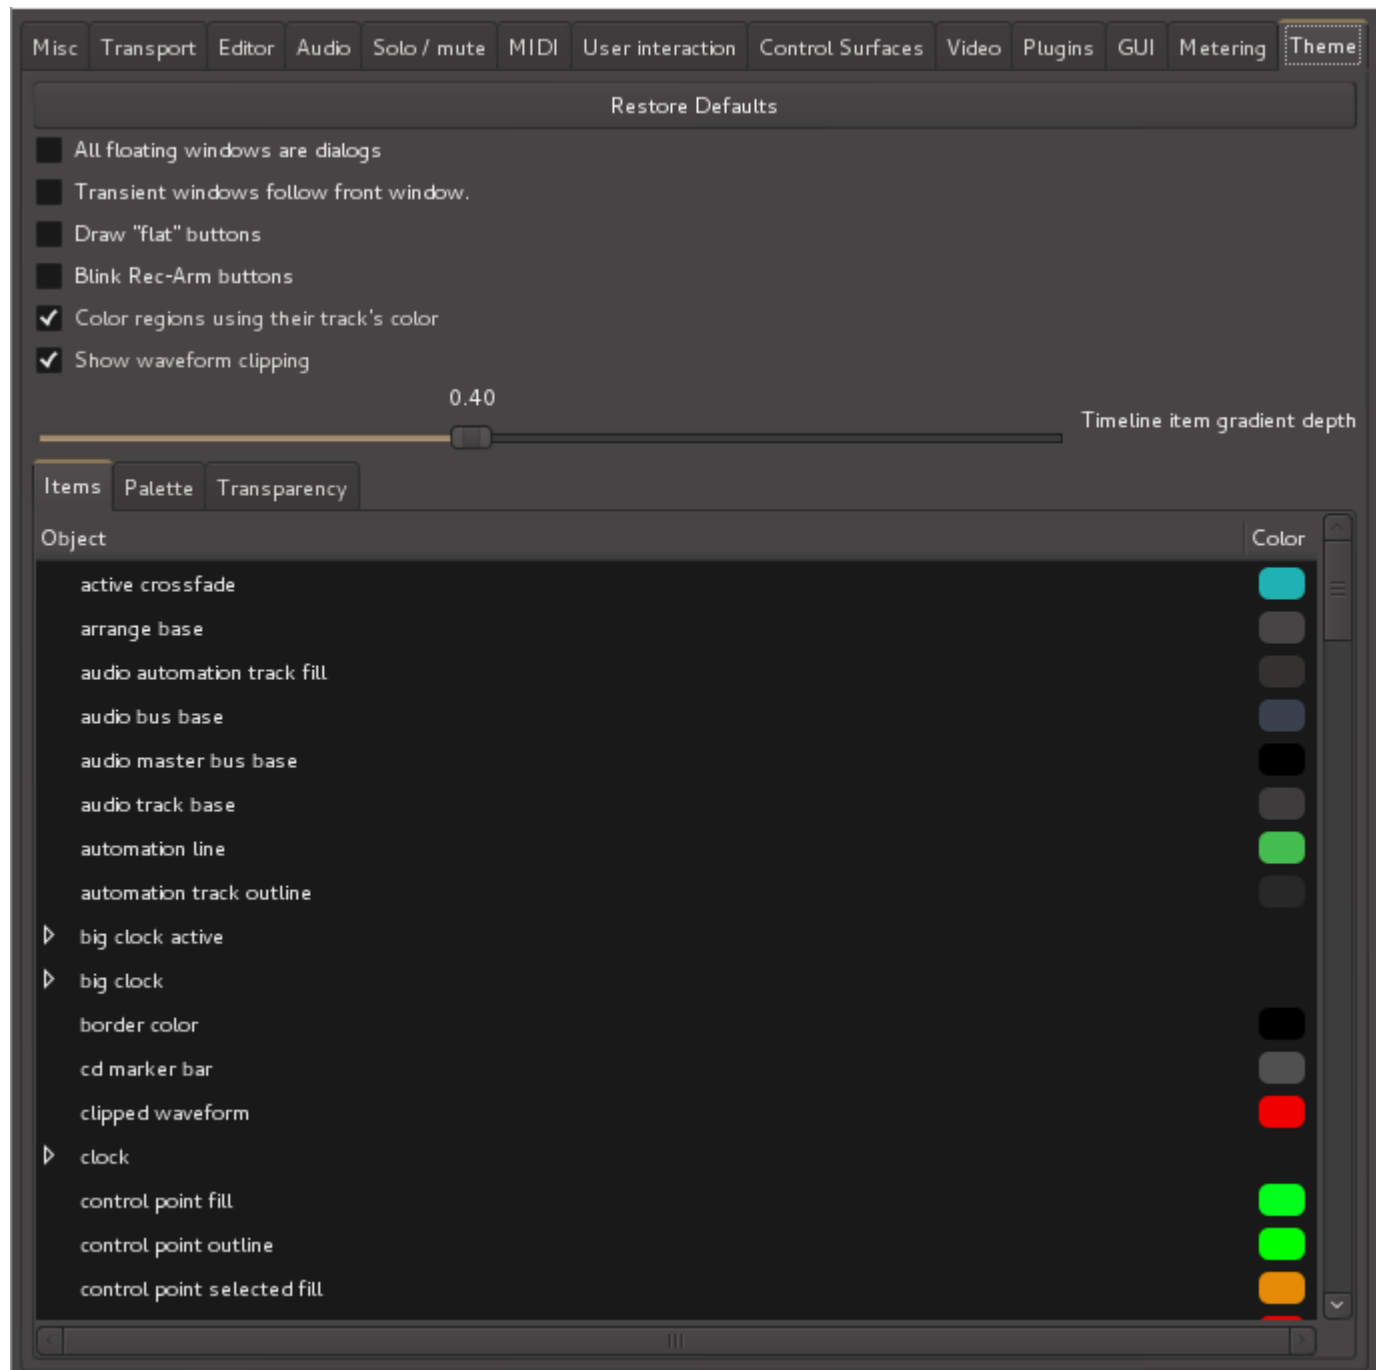 Misc Transport Editor Audio Solo / mute MIDI User interaction Control Surfaces Video Plugins GUI Metering Theme
Restore Defaults
All floating windows are dialogs
Transient windows follow front window.
Draw "flat" buttons
Blink Rec-Arm buttons
Color regions using their track's color
Show waveform clipping
0.40
Timeline item gradient depth
Items Palette Transparency
Object Color
active crossfade
arrange base
audio automation track fill
audio bus base
audio master bus base
audio track base
automation line
automation track outline
big clock active
big clock
border color
cd marker bar
clipped waveform
clock
control point fill
control point outline
control point selected fill